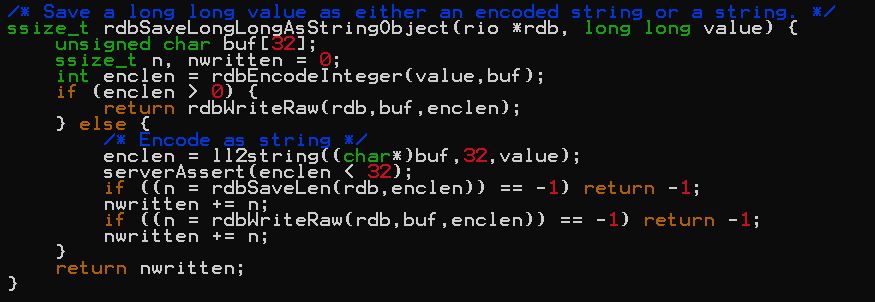 /* Save a long long value as either an encoded string or a string. */
ssize_t rdbSaveLongLongAsStringObject(rio *rdb, long long value) {
    unsigned char buf[32];
    ssize_t n, nwritten = 0;
    int enclen = rdbEncodeInteger(value,buf);
    if (enclen > 0) {
        return rdbWriteRaw(rdb,buf,enclen);
    } else {
        /* Encode as string */
        enclen = ll2string((char*)buf,32,value);
        serverAssert(enclen < 32);
        if ((n = rdbSaveLen(rdb,enclen)) == -1) return -1;
        nwritten += n;
        if ((n = rdbWriteRaw(rdb,buf,enclen)) == -1) return -1;
        nwritten += n;
    }
    return nwritten;
}